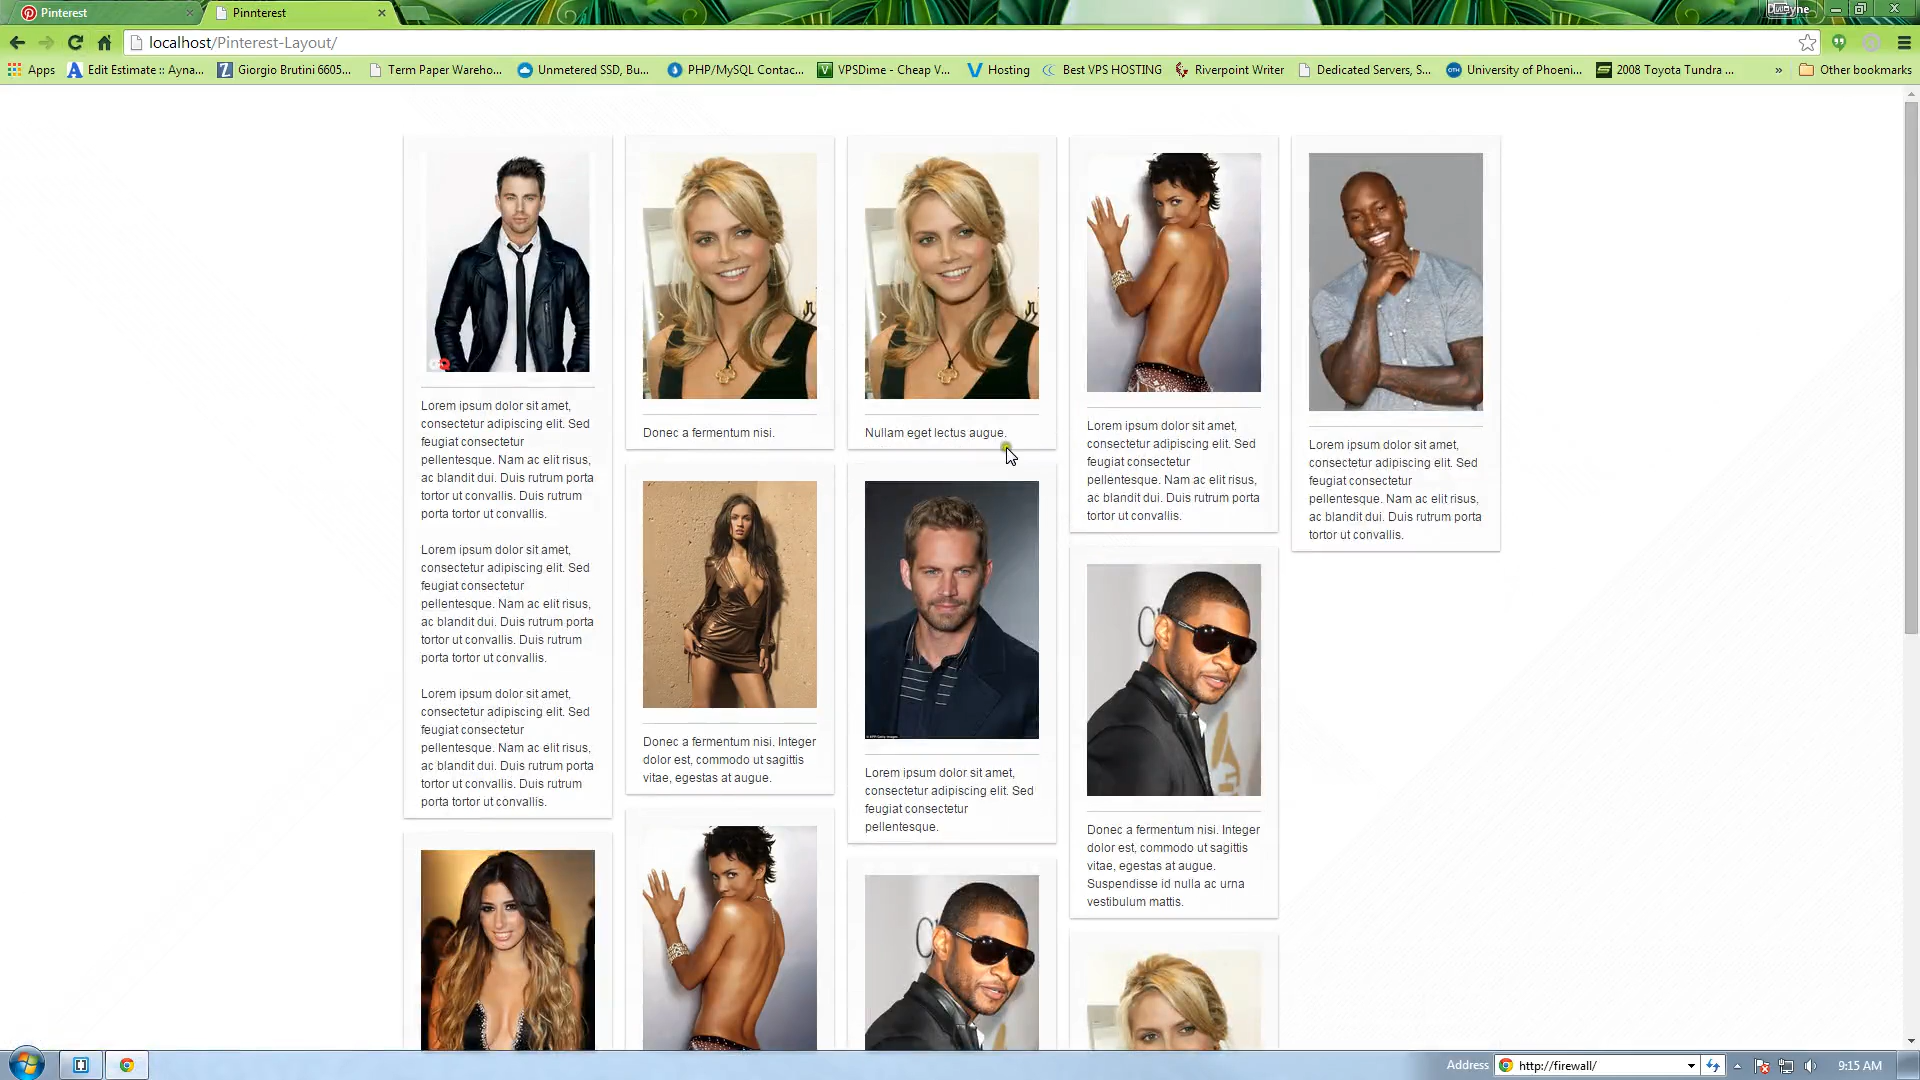 Pinterest
Pinnterest
localhost/Pinterest-Layout/
Apps
Edit Estimate :: Ayna...
Giorgio Brutini 6605...
Term Paper Wareho...
Unmetered SSD, Bu...
PHP/MySQL Contac...
VPSDime - Cheap V...
Hosting
Best VPS HOSTING
Riverpoint Writer
Dedicated Servers, S...
University of Phoeni...
2008 Toyota Tundra ...
»
Other bookmarks
Lorem ipsum dolor sit amet,
consectetur adipiscing elit. Sed
feugiat consectetur
pellentesque. Nam ac elit risus,
ac blandit dui. Duis rutrum porta
tortor ut convallis. Duis rutrum
porta tortor ut convallis.
Lorem ipsum dolor sit amet,
consectetur adipiscing elit. Sed
feugiat consectetur
pellentesque. Nam ac elit risus,
ac blandit dui. Duis rutrum porta
tortor ut convallis. Duis rutrum
porta tortor ut convallis.
Lorem ipsum dolor sit amet,
consectetur adipiscing elit. Sed
feugiat consectetur
pellentesque. Nam ac elit risus,
ac blandit dui. Duis rutrum porta
tortor ut convallis. Duis rutrum
porta tortor ut convallis.
Donec a fermentum nisi.
Donec a fermentum nisi. Integer
dolor est, commodo ut sagittis
vitae, egestas at augue.
Nullam eget lectus augue.
Lorem ipsum dolor sit amet,
consectetur adipiscing elit. Sed
feugiat consectetur
pellentesque.
Lorem ipsum dolor sit amet,
consectetur adipiscing elit. Sed
feugiat consectetur
pellentesque. Nam ac elit risus,
ac blandit dui. Duis rutrum porta
tortor ut convallis.
Donec a fermentum nisi. Integer
dolor est, commodo ut sagittis
vitae, egestas at augue.
Suspendisse id nulla ac urna
vestibulum mattis.
Lorem ipsum dolor sit amet,
consectetur adipiscing elit. Sed
feugiat consectetur
pellentesque. Nam ac elit risus,
ac blandit dui. Duis rutrum porta
tortor ut convallis.
Address
http://firewall/
9:15 AM